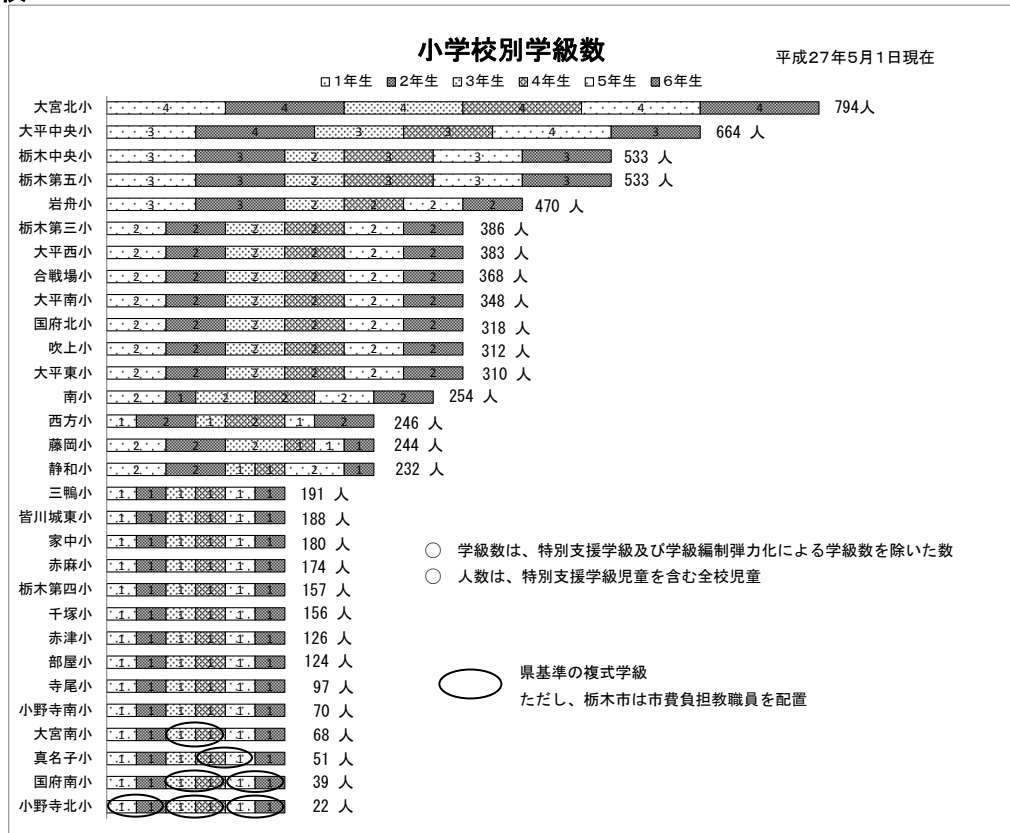 小学校別学級数
平成27年5月1日現在
1年生 2年生 3年生 4年生 5年生 6年生
大宮北小 4 4 4 4 4 4 794人
大平中央小 3 4 3 3 4 3 664 人
栃木中央小 3 3 2 3 3 3 533 人
栃木第五小 3 3 2 3 3 3 533 人
岩舟小 3 3 2 2 2 2 470 人
栃木第三小 2 2 2 2 2 2 386 人
大平西小 2 2 2 2 2 2 383 人
合戦場小 2 2 2 2 2 2 368 人
大平南小 2 2 2 2 2 2 348 人
国府北小 2 2 2 2 2 2 318 人
吹上小 2 2 2 2 2 2 312 人
大平東小 2 2 2 2 2 2 310 人
南小 2 1 2 2 2 2 254 人
西方小 1 2 1 2 1 2 246 人
藤岡小 2 2 2 1 1 1 244 人
静和小 2 2 1 1 2 1 232 人
三鴨小 1 1 1 1 1 1 191 人
皆川城東小 1 1 1 1 1 1 188 人
家中小 1 1 1 1 1 1 180 人
赤麻小 1 1 1 1 1 1 174 人
栃木第四小 1 1 1 1 1 1 157 人
千塚小 1 1 1 1 1 1 156 人
赤津小 1 1 1 1 1 1 126 人
部屋小 1 1 1 1 1 1 124 人
寺尾小 1 1 1 1 1 1 97 人
小野寺南小 1 1 1 1 1 1 70 人
大宮南小 1 1 1 1 1 1 68 人
真名子小 1 1 1 1 1 1 51 人
国府南小 1 1 1 1 1 1 39 人
小野寺北小 1 1 1 1 1 1 22 人
○ 学級数は、特別支援学級及び学級編制弾力化による学級数を除いた数
○ 人数は、特別支援学級児童を含む全校児童
県基準の複式学級
ただし、栃木市は市費負担教職員を配置